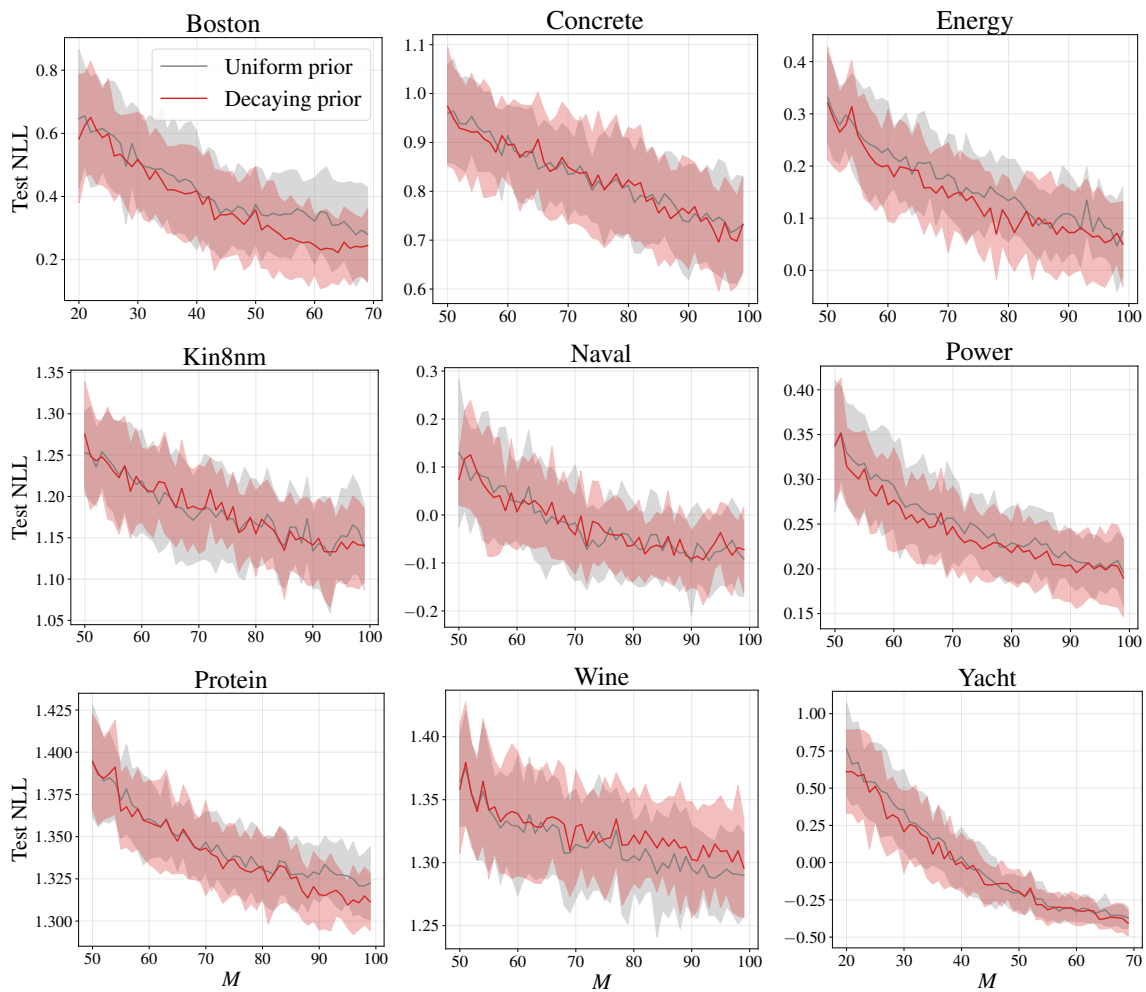 Boston
Concrete
Energy
Uniform prior
Decaying prior
Test NLL
0.8
0.6
0.4
0.2
20 30 40 50 60 70
1.1
1.0
0.9
0.8
0.7
0.6
50 60 70 80 90 100
0.4
0.3
0.2
0.1
0.0
50 60 70 80 90 100
Kin8nm
Naval
Power
Test NLL
1.35
1.30
1.25
1.20
1.15
1.10
1.05
50 60 70 80 90 100
0.3
0.2
0.1
0.0
−0.1
−0.2
50 60 70 80 90 100
0.40
0.35
0.30
0.25
0.20
0.15
50 60 70 80 90 100
Protein
Wine
Yacht
Test NLL
1.425
1.400
1.375
1.350
1.325
1.300
50 60 70 80 90 100
M
1.40
1.35
1.30
1.25
50 60 70 80 90 100
M
1.00
0.75
0.50
0.25
0.00
−0.25
−0.50
20 30 40 50 60 70
M